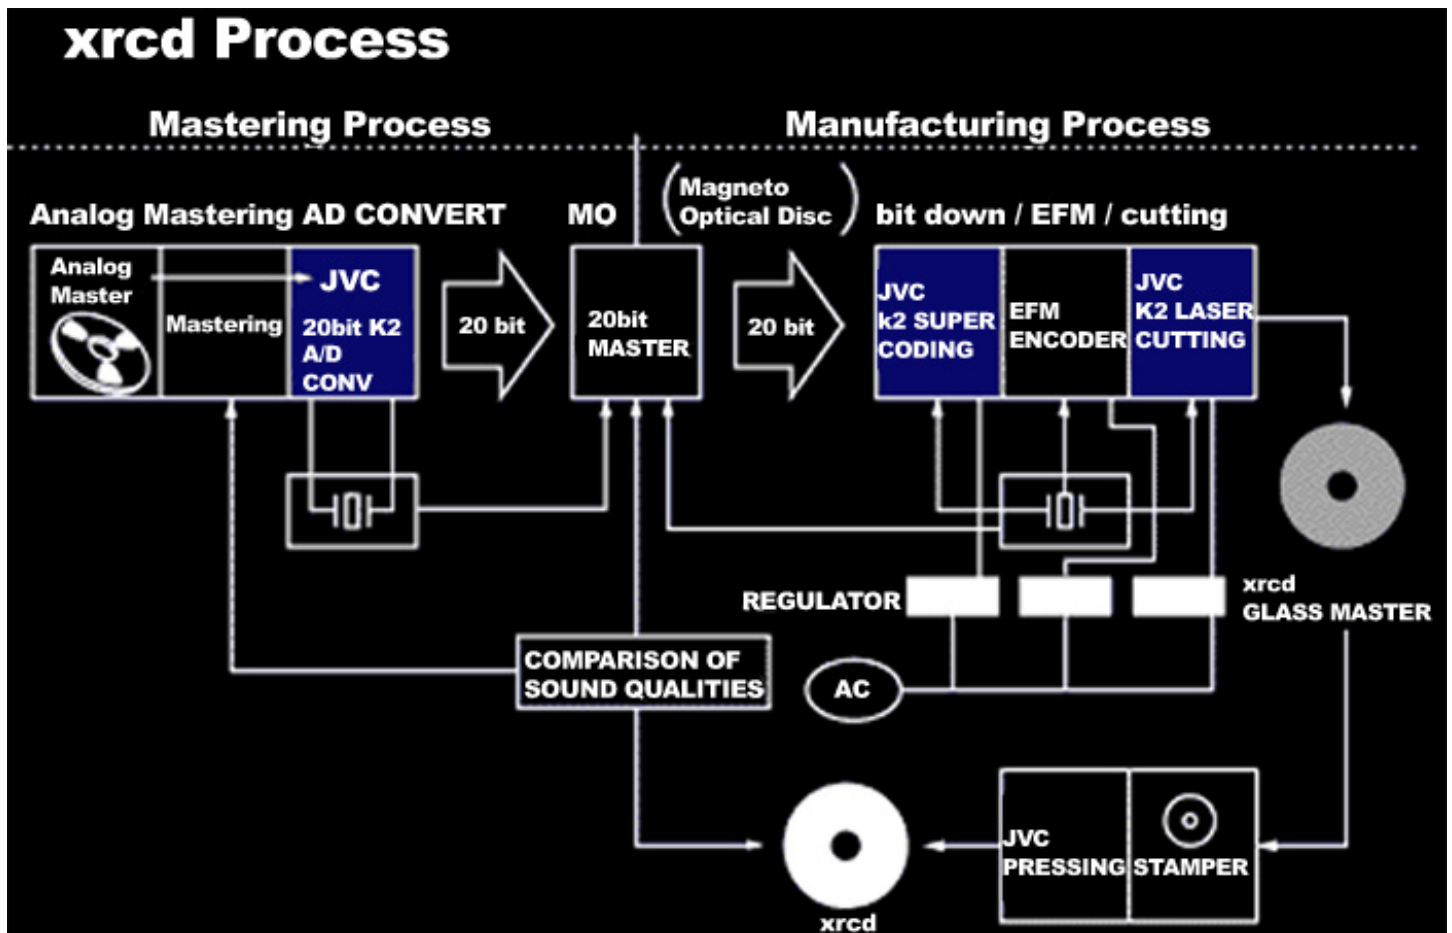 xrcd Process
Mastering Process
Manufacturing Process
Analog Mastering AD CONVERT
MO
Magneto
Optical Disc
bit down / EFM / cutting
Analog
Master
Mastering
JVC
20bit K2
A/D
CONV
20 bit
20bit
MASTER
20 bit
JVC
k2 SUPER
CODING
EFM
ENCODER
JVC
K2 LASER
CUTTING
REGULATOR
xrcd
GLASS MASTER
COMPARISON OF
SOUND QUALITIES
AC
JVC
PRESSING
STAMPER
xrcd